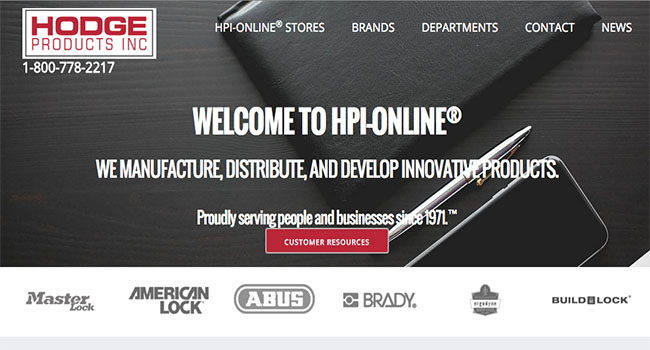 HODGE
PRODUCTS INC
1-800-778-2217
HPI-ONLINE® STORES BRANDS DEPARTMENTS CONTACT NEWS
WELCOME TO HPI-ONLINE®
WE MANUFACTURE, DISTRIBUTE, AND DEVELOP INNOVATIVE PRODUCTS.
Proudly serving people and businesses since 1971.™
CUSTOMER RESOURCES
Master Lock
AMERICAN LOCK
ABUS
BRADY
ergodyne
BUILD A LOCK